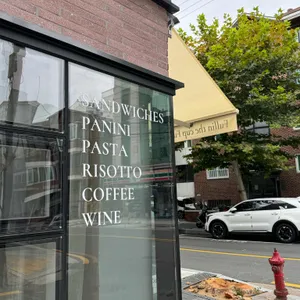 SANDWICHES
PANINI
PASTA
RISOTTO
COFFEE
WINE